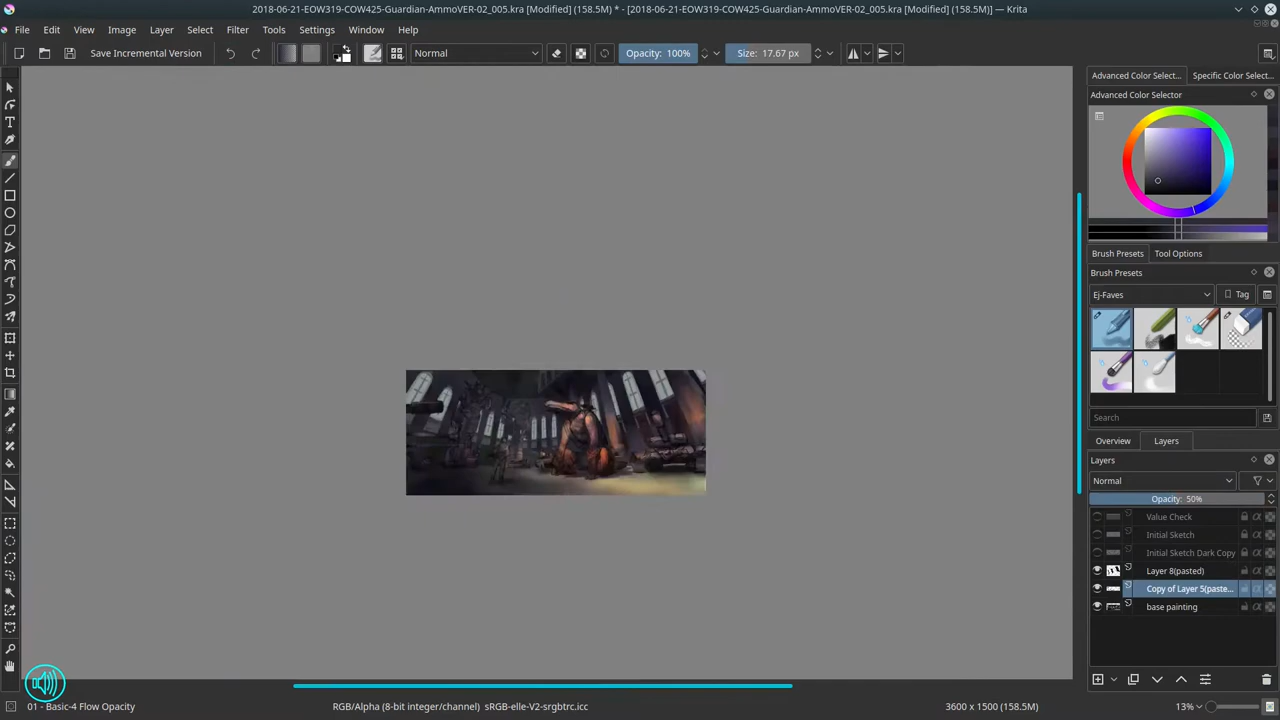 2018-06-21-EOW319-COW425-Guardian-AmmoVER-02_005.kra [Modified] (158.5M) * - [2018-06-21-EOW319-COW425-Guardian-AmmoVER-02_005.kra [Modified] (158.5M)] — Krita
File Edit View Image Layer Select Filter Tools Settings Window Help
Save Incremental Version Normal Opacity: 100% Size: 17.67 px
Advanced Color Select... Specific Color Select...
Advanced Color Selector
Brush Presets Tool Options
Brush Presets
Ej-Faves Tag
Search
Overview Layers
Layers
Normal
Opacity: 50%
Value Check
Initial Sketch
Initial Sketch Dark Copy
Layer 8(pasted)
Copy of Layer 5(paste...
base painting
01 - Basic-4 Flow Opacity RGB/Alpha (8-bit integer/channel) sRGB-elle-V2-srgbtrc.icc 3600 x 1500 (158.5M) 13%